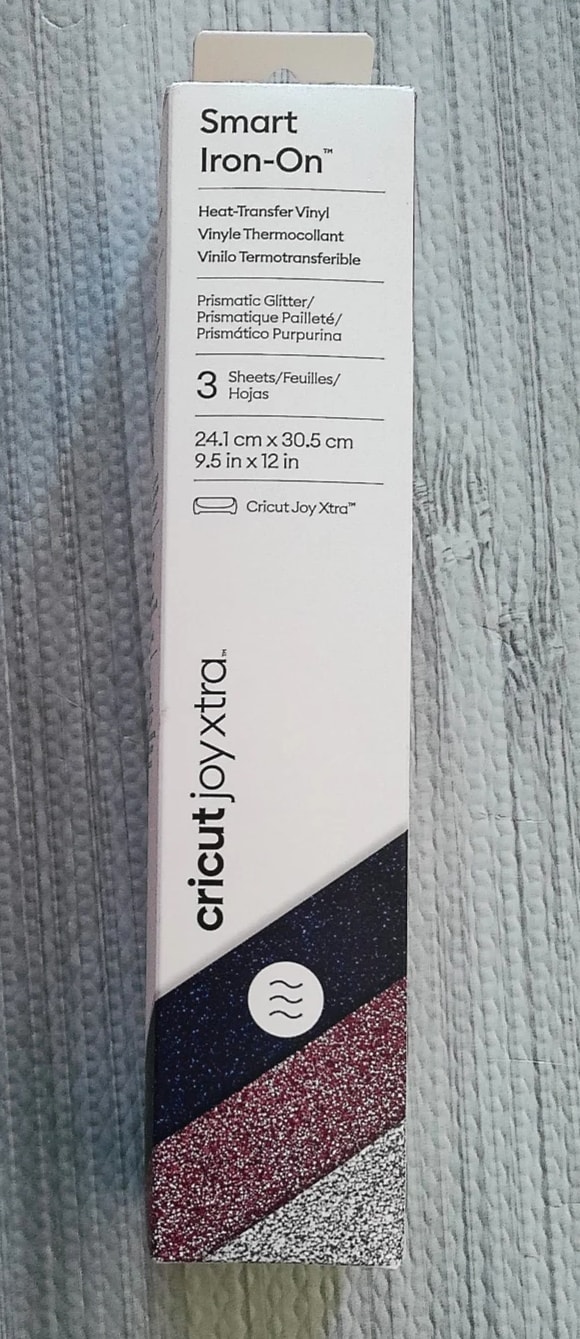 Smart
Iron-On™
Heat-Transfer Vinyl
Vinyle Thermocollant
Vinilo Termotransferible
Prismatic Glitter/
Prismatique Pailleté/
Prismático Purpurina
3 Sheets/Feuilles/
Hojas
24.1 cm x 30.5 cm
9.5 in x 12 in
Cricut Joy Xtra™
cricut joy xtra™